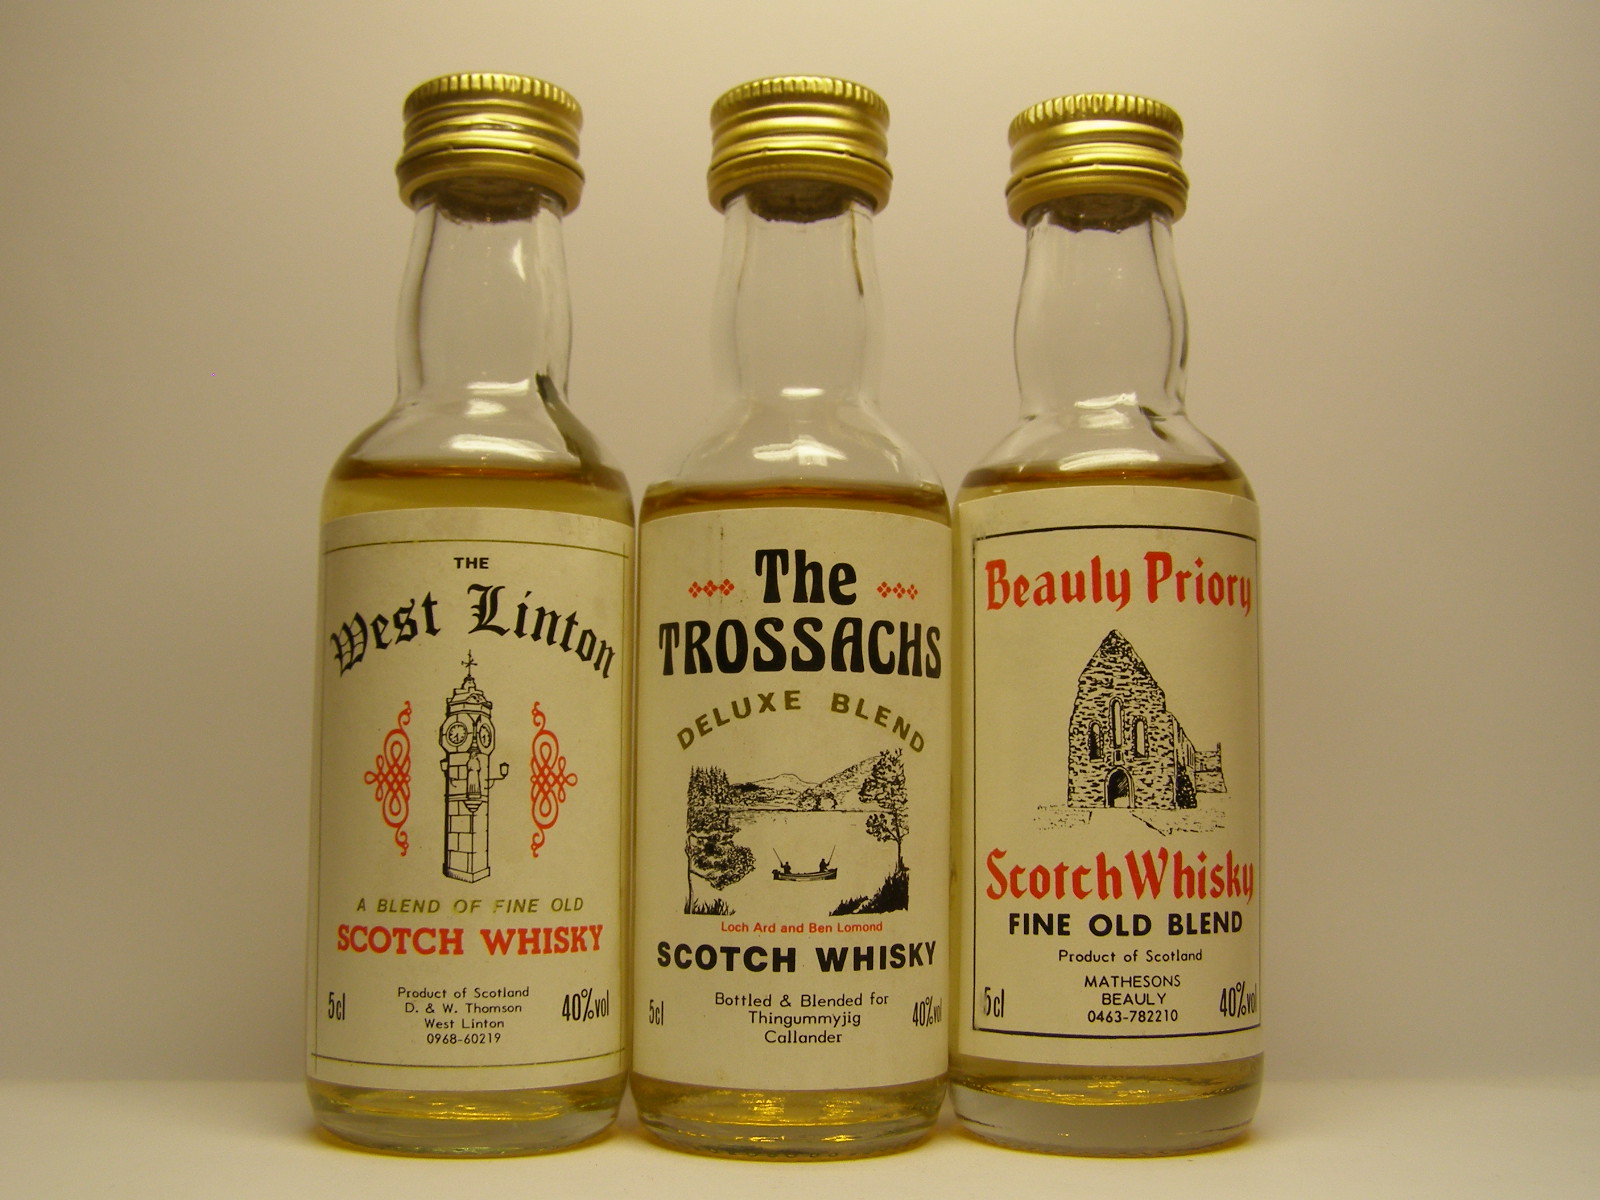 THE
West Linton
A BLEND OF FINE OLD
SCOTCH WHISKY
Product of Scotland
D. & W. Thomson
West Linton
0968-60219
5cl
40%vol
The
TROSSACHS
DELUXE BLEND
Loch Ard and Ben Lomond
SCOTCH WHISKY
Bottled & Blended for
Thingummyjig
Callander
5cl
40%vol
Beauly Priory
Scotch Whisky
FINE OLD BLEND
Product of Scotland
MATHESONS
BEAULY
0463-782210
5cl
40%vol